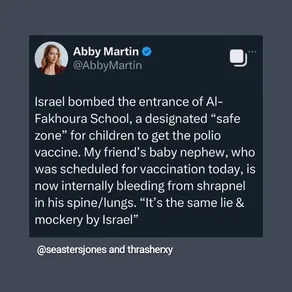 Abby Martin
@AbbyMartin
Israel bombed the entrance of Al-
Fakhoura School, a designated “safe
zone” for children to get the polio
vaccine. My friend’s baby nephew, who
was scheduled for vaccination today, is
now internally bleeding from shrapnel
in his spine/lungs. “It’s the same lie &
mockery by Israel”
@seastersjones and thrasherxy